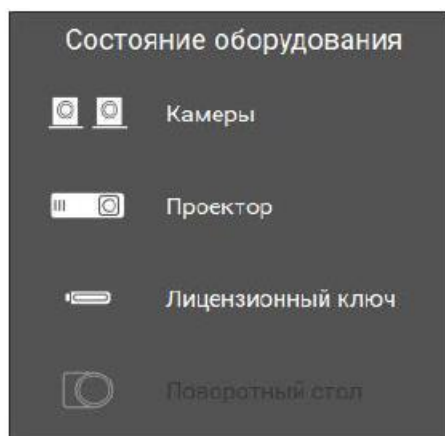 Состояние оборудования
Камеры
Проектор
Лицензионный ключ
Поворотный стол